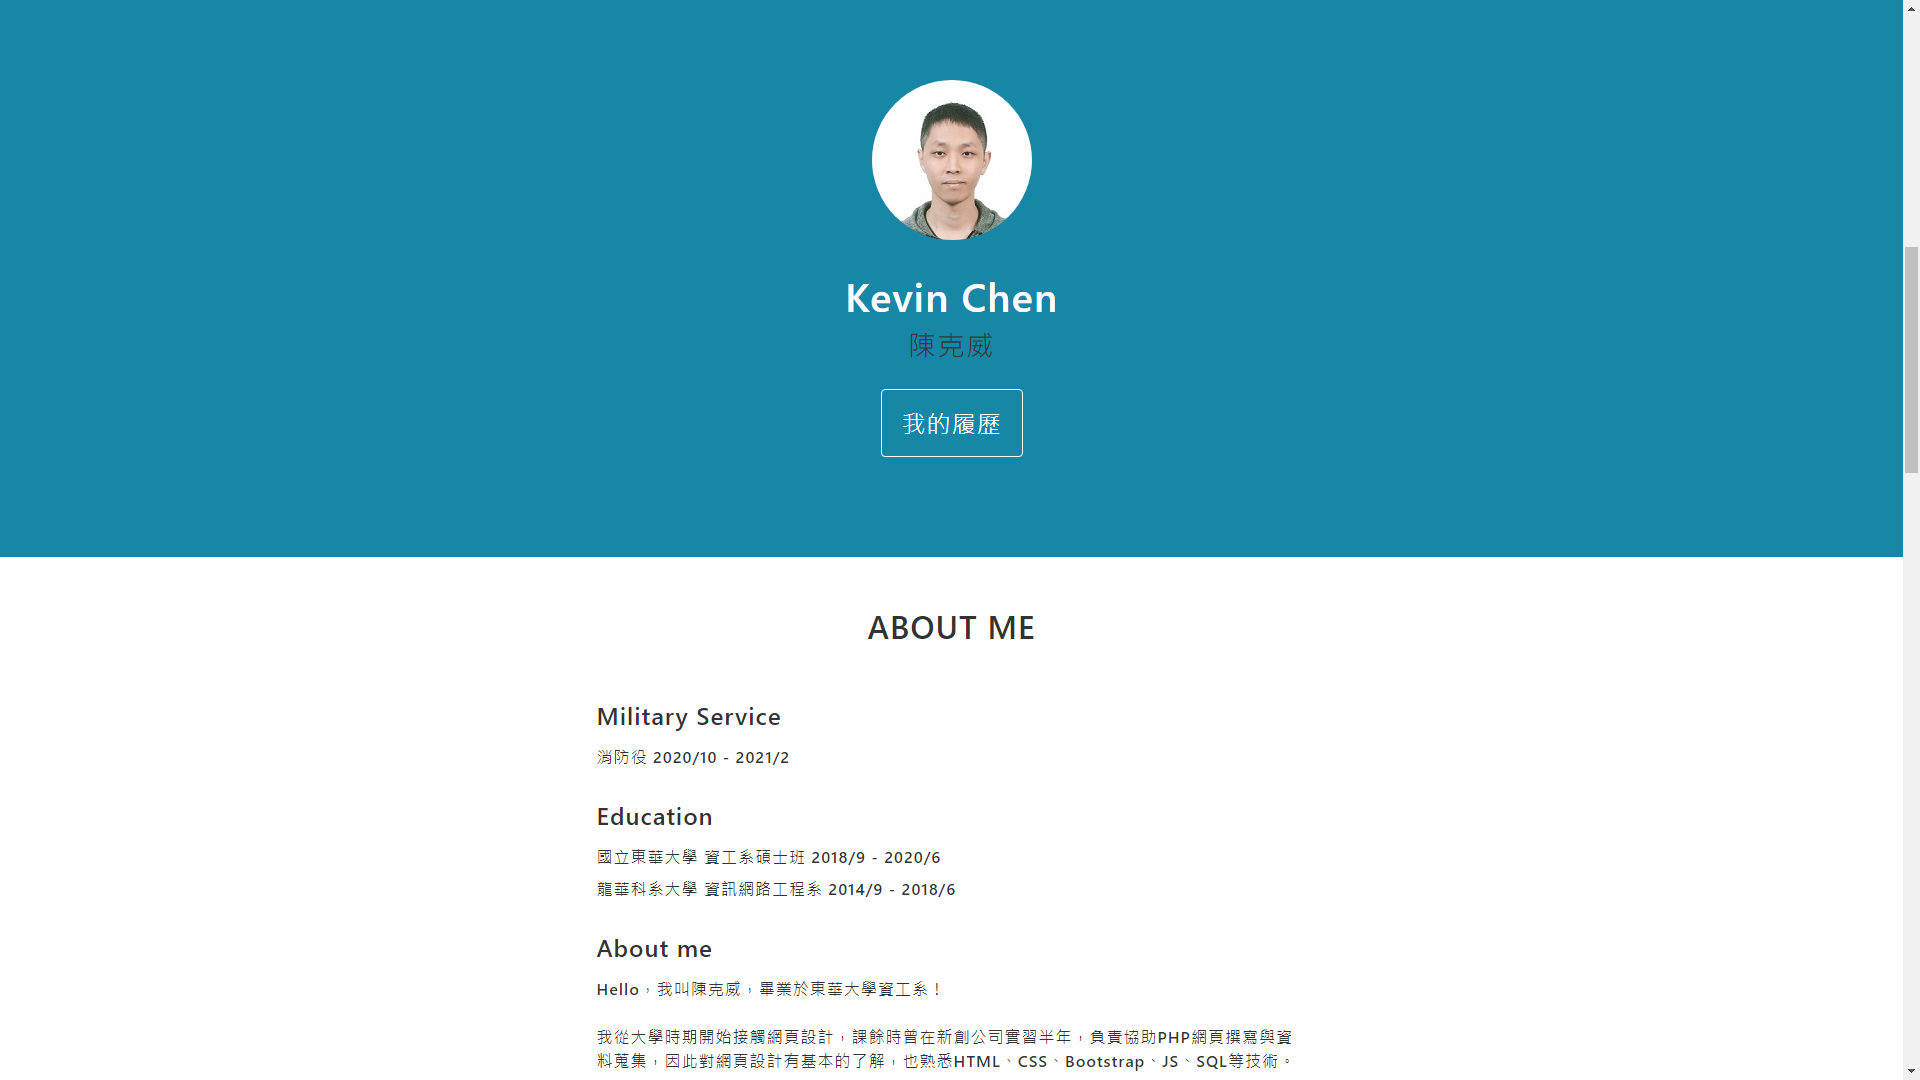 Kevin Chen
陳克威
我的履歷
ABOUT ME
Military Service
消防役 2020/10 - 2021/2
Education
國立東華大學 資工系碩士班 2018/9 - 2020/6
龍華科系大學 資訊網路工程系 2014/9 - 2018/6
About me
Hello，我叫陳克威，畢業於東華大學資工系！
我從大學時期開始接觸網頁設計，課餘時曾在新創公司實習半年，負責協助PHP網頁撰寫與資
料蒐集，因此對網頁設計有基本的了解，也熟悉HTML、CSS、Bootstrap、JS、SQL等技術。